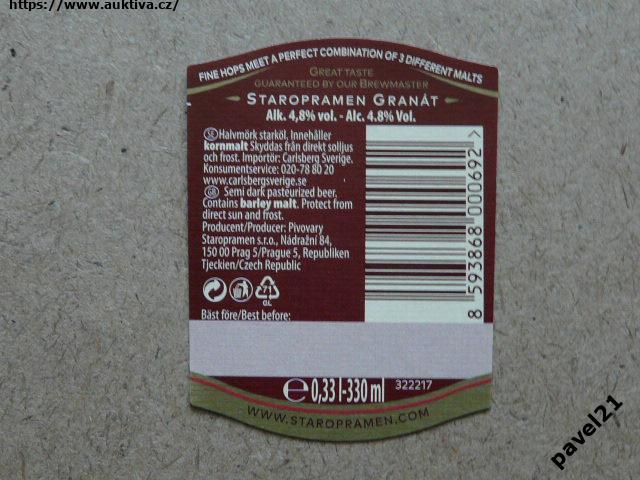 https://www.auktiva.cz/
FINE HOPS MEET A PERFECT COMBINATION OF 3 DIFFERENT MALTS
GREAT TASTE
GUARANTEED BY OUR BREWMASTER
STAROPRAMEN GRANÁT
Alk. 4,8% vol. - Alc. 4.8% Vol.
SE Halvmörk starköl, Innehåller
kornmalt Skyddas från direkt solljus
och frost. Importör: Carlsberg Sverige.
Konsumentservice: 020-78 80 20
www.carlsbergsverige.se
GB Semi dark pasteurized beer.
Contains barley malt. Protect from
direct sun and frost.
Producent/Producer: Pivovary
Staropramen s.r.o., Nádražní 84,
150 00 Prag 5/Prague 5, Republiken
Tjeckien/Czech Republic
71
GL
Bäst före/Best before:
8 593868 000692 >
℮ 0,33 l-330 ml
322217
WWW.STAROPRAMEN.COM
pavel21